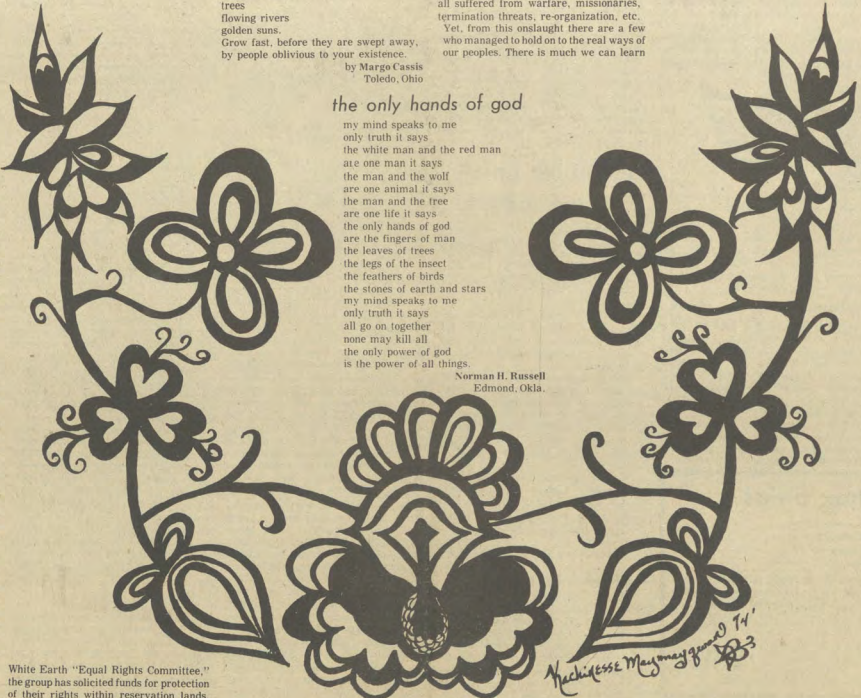 trees
flowing rivers
golden suns.
Grow fast, before they are swept away,
by people oblivious to your existence.
by Margo Cassis
Toledo, Ohio
all suffered from warfare, missionaries,
termination threats, re-organization, etc.
Yet, from this onslaught there are a few
who managed to hold on to the real ways of
our peoples. There is much we can learn
the only hands of god
my mind speaks to me
only truth it says
the white man and the red man
are one man it says
the man and the wolf
are one animal it says
the man and the tree
are one life it says
the only hands of god
are the fingers of man
the leaves of trees
the legs of the insect
the feathers of birds
the stones of earth and stars
my mind speaks to me
only truth it says
all go on together
none may kill all
the only power of god
is the power of all things.
Norman H. Russell
Edmond, Okla.
White Earth "Equal Rights Committee,"
the group has solicited funds for protection
of their rights within reservation lands.
74'